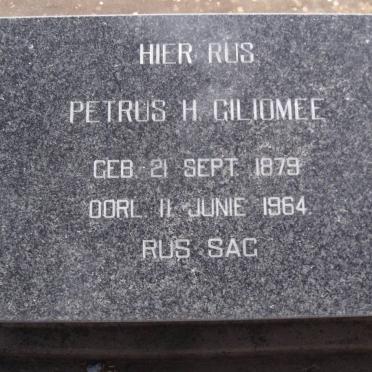 HIER RUS
PETRUS H. GILIOMEE
GEB. 21 SEPT. 1879
OORL. 11 JUNIE 1964.
RUS SAG